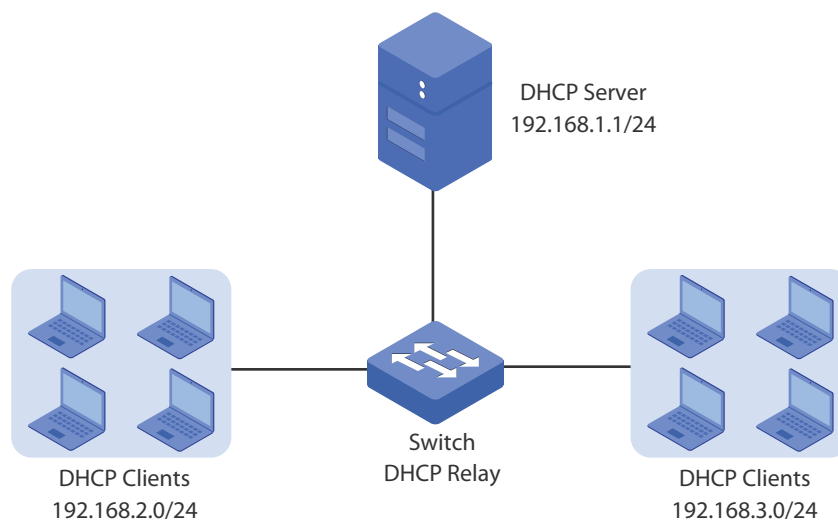 DHCP Server
192.168.1.1/24
Switch
DHCP Relay
DHCP Clients
192.168.2.0/24
DHCP Clients
192.168.3.0/24